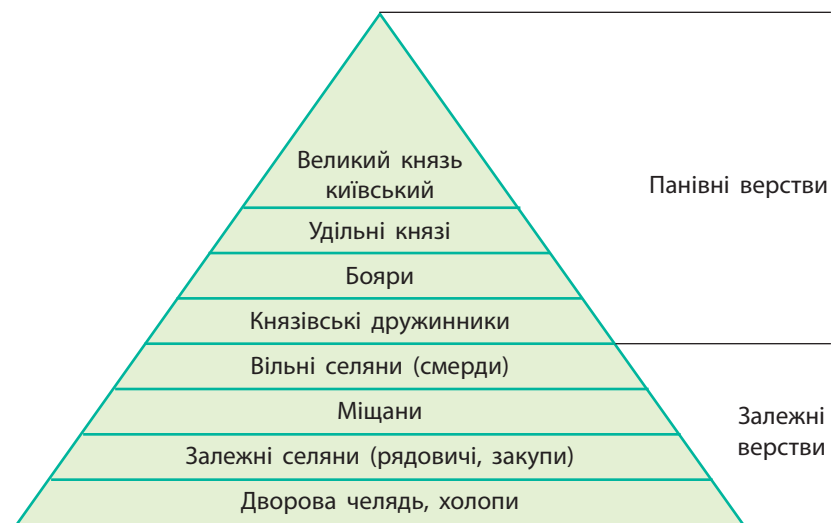 Великий князь
київський
Удільні князі
Бояри
Князівські дружинники
Панівні верстви
Вільні селяни (смерди)
Міщани
Залежні селяни (рядовичі, закупи)
Дворова челядь, холопи
Залежні
верстви